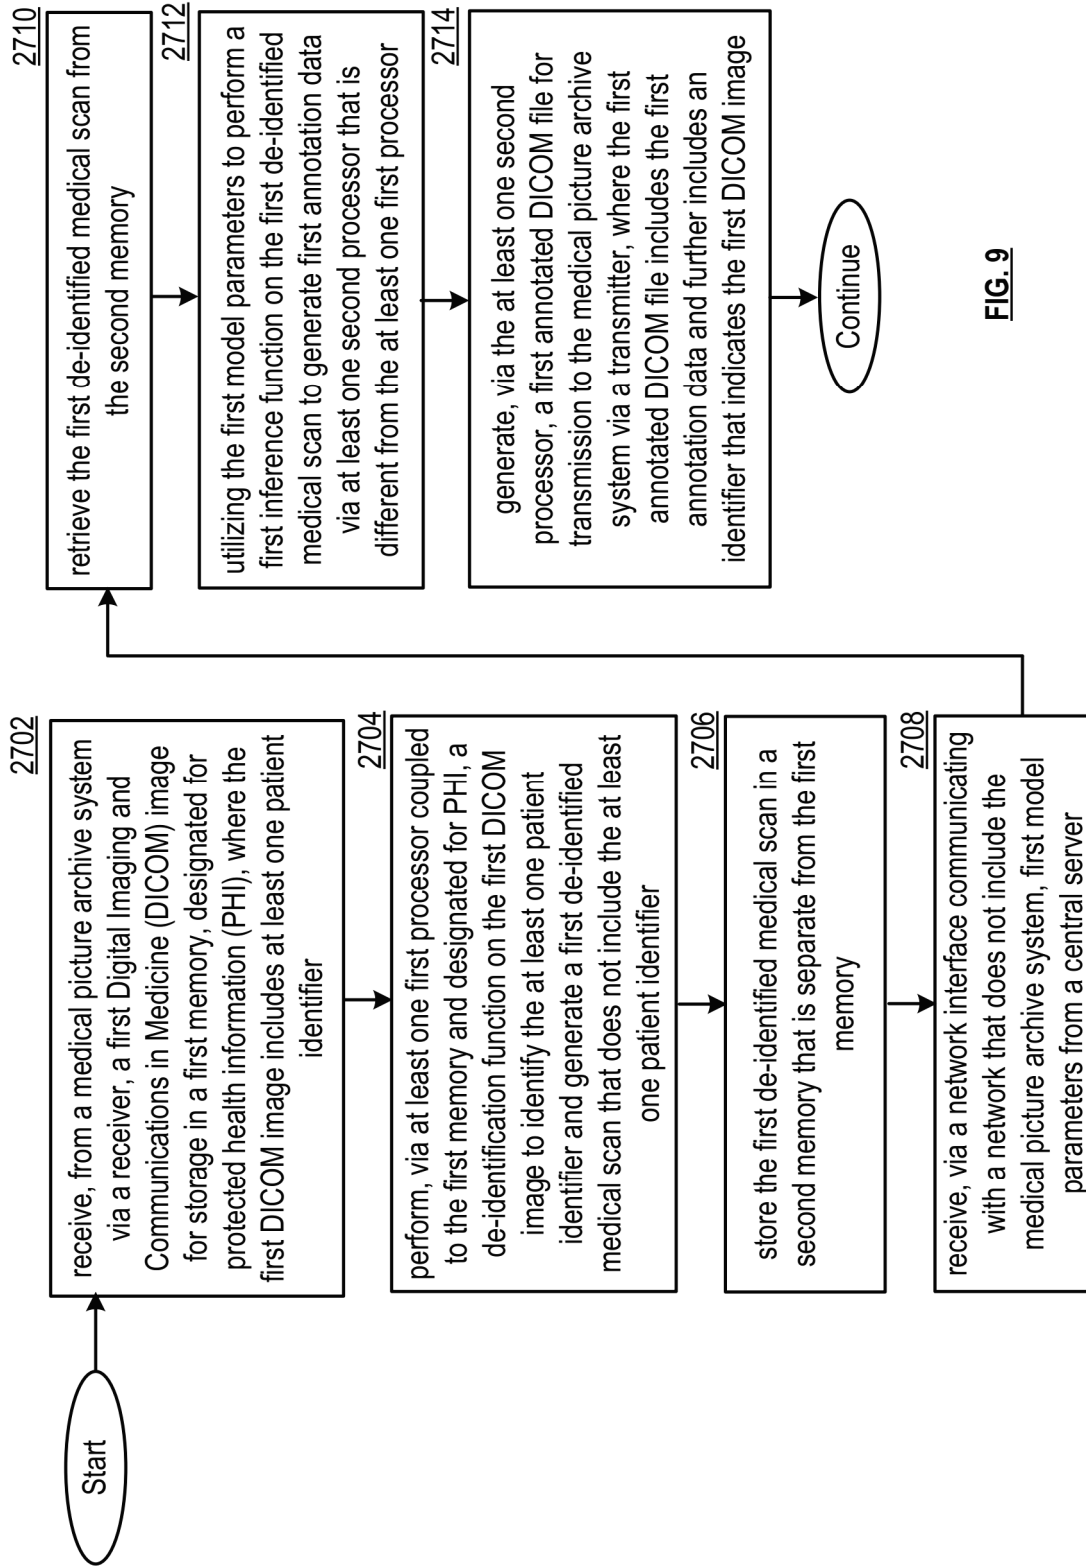 Start
2702
receive, from a medical picture archive system
via a receiver, a first Digital Imaging and
Communications in Medicine (DICOM) image
for storage in a first memory, designated for
protected health information (PHI), where the
first DICOM image includes at least one patient
identifier
2704
perform, via at least one first processor coupled
to the first memory and designated for PHI, a
de-identification function on the first DICOM
image to identify the at least one patient
identifier and generate a first de-identified
medical scan that does not include the at least
one patient identifier
2706
store the first de-identified medical scan in a
second memory that is separate from the first
memory
2708
receive, via a network interface communicating
with a network that does not include the
medical picture archive system, first model
parameters from a central server
2710
retrieve the first de-identified medical scan from
the second memory
2712
utilizing the first model parameters to perform a
first inference function on the first de-identified
medical scan to generate first annotation data
via at least one second processor that is
different from the at least one first processor
2714
generate, via the at least one second
processor, a first annotated DICOM file for
transmission to the medical picture archive
system via a transmitter, where the first
annotated DICOM file includes the first
annotation data and further includes an
identifier that indicates the first DICOM image
Continue
FIG. 9